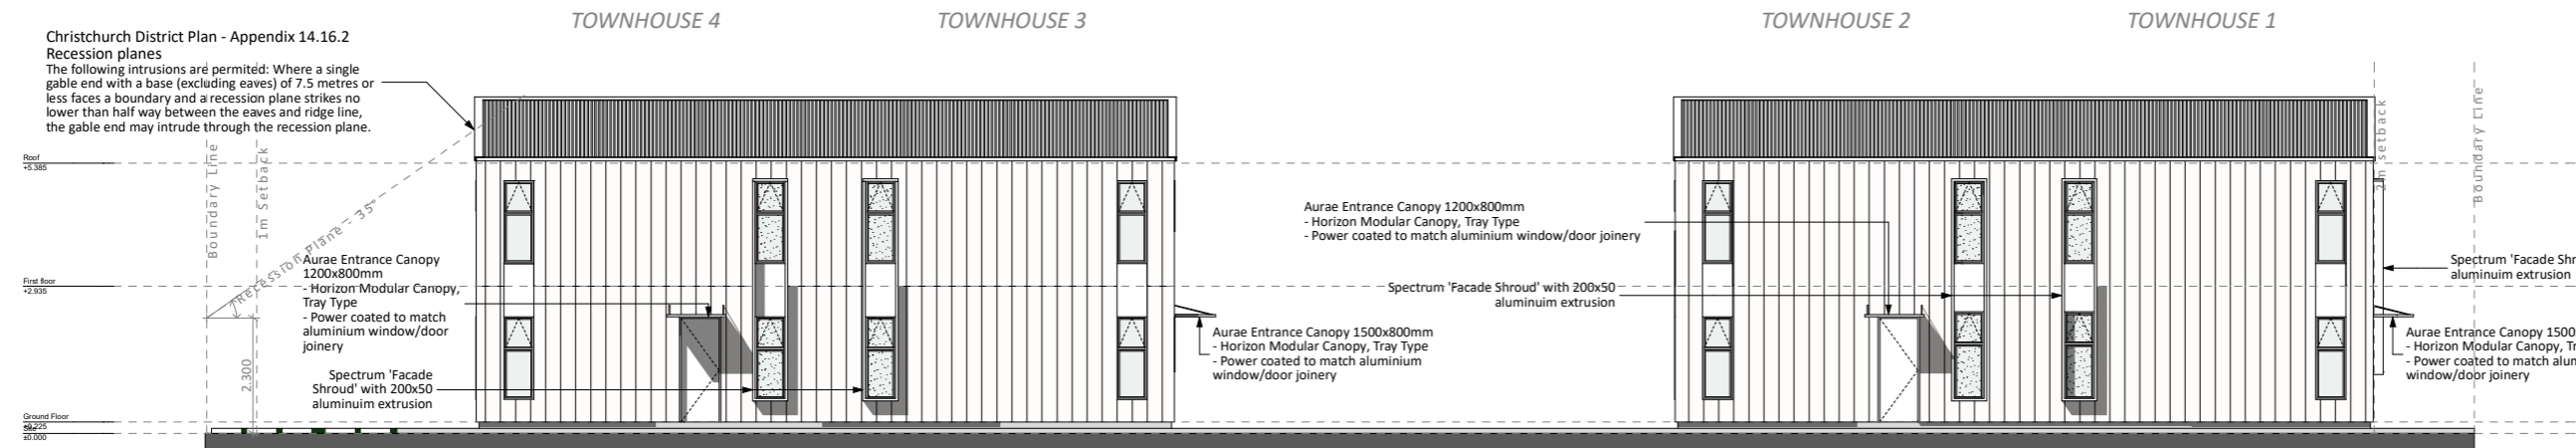 TOWNHOUSE 4
TOWNHOUSE 3
TOWNHOUSE 2
TOWNHOUSE 1
Christchurch District Plan - Appendix 14.16.2
Recession planes
The following intrusions are permited: Where a single
gable end with a base (excluding eaves) of 7.5 metres or
less faces a boundary and a recession plane strikes no
lower than half way between the eaves and ridge line,
the gable end may intrude through the recession plane.
Roof
+5.385
First floor
+2.935
Ground Floor
+0.225
Site
±0.000
Boundary Line
1m Setback
Recession Plane - 35°
2.300
Aurae Entrance Canopy
1200x800mm
- Horizon Modular Canopy,
Tray Type
- Power coated to match
aluminium window/door
joinery
Spectrum 'Facade
Shroud' with 200x50
aluminuim extrusion
Aurae Entrance Canopy 1500x800mm
- Horizon Modular Canopy, Tray Type
- Power coated to match aluminium
window/door joinery
Aurae Entrance Canopy 1200x800mm
- Horizon Modular Canopy, Tray Type
- Power coated to match aluminium window/door joinery
Spectrum 'Facade Shroud' with 200x50
aluminuim extrusion
2m setback
Boundary Line
Spectrum 'Facade Shr
aluminuim extrusion
Aurae Entrance Canopy 1500
- Horizon Modular Canopy, Tr
- Power coated to match alum
window/door joinery